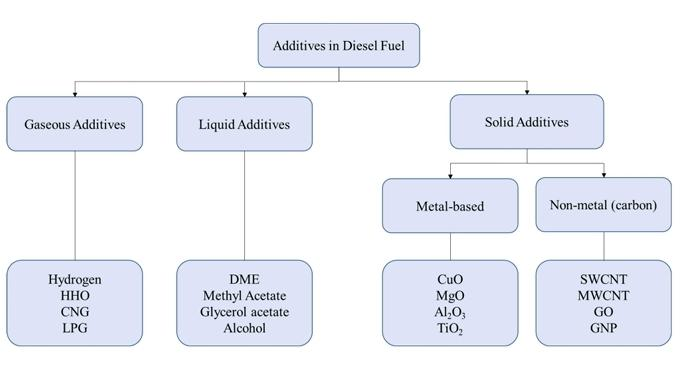 Additives in Diesel Fuel
Gaseous Additives
Liquid Additives
Solid Additives
Metal-based
Non-metal (carbon)
Hydrogen
HHO
CNG
LPG
DME
Methyl Acetate
Glycerol acetate
Alcohol
CuO
MgO
Al₂O₃
TiO₂
SWCNT
MWCNT
GO
GNP